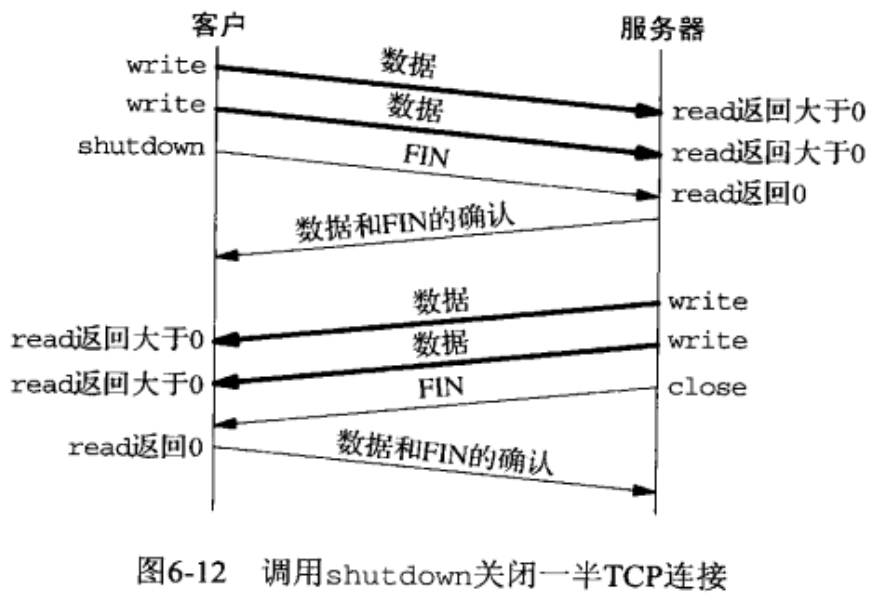 客户
服务器
write
数据
write
数据
read返回大于0
shutdown
FIN
read返回大于0
read返回0
数据和FIN的确认
数据
write
read返回大于0
数据
write
read返回大于0
FIN
close
read返回0
数据和FIN的确认
图6-12 调用shutdown关闭一半TCP连接